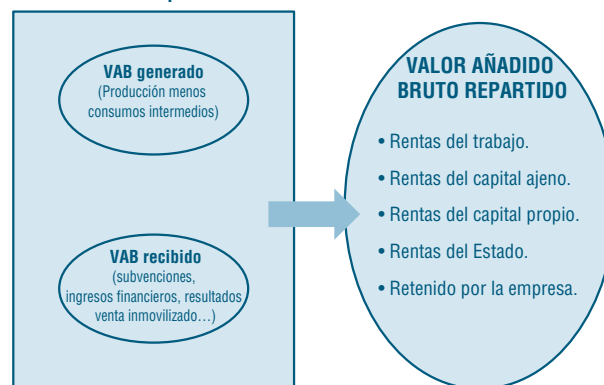 VAB generado
(Producción menos
consumos intermedios)
VAB recibido
(subvenciones,
ingresos financieros, resultados
venta inmovilizado…)
VALOR AÑADIDO
BRUTO REPARTIDO
• Rentas del trabajo.
• Rentas del capital ajeno.
• Rentas del capital propio.
• Rentas del Estado.
• Retenido por la empresa.